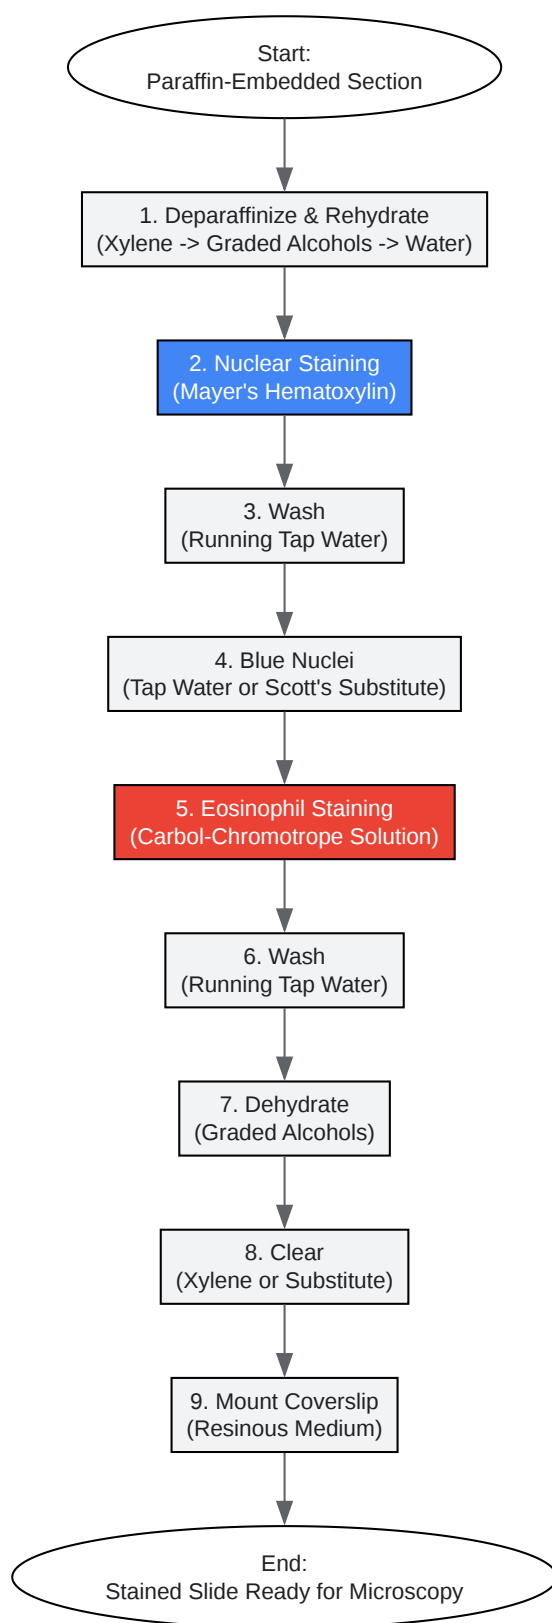 Start:
Paraffin-Embedded Section
1. Deparaffinize & Rehydrate
(Xylene -> Graded Alcohols -> Water)
2. Nuclear Staining
(Mayer's Hematoxylin)
3. Wash
(Running Tap Water)
4. Blue Nuclei
(Tap Water or Scott's Substitute)
5. Eosinophil Staining
(Carbol-Chromotrope Solution)
6. Wash
(Running Tap Water)
7. Dehydrate
(Graded Alcohols)
8. Clear
(Xylene or Substitute)
9. Mount Coverslip
(Resinous Medium)
End:
Stained Slide Ready for Microscopy